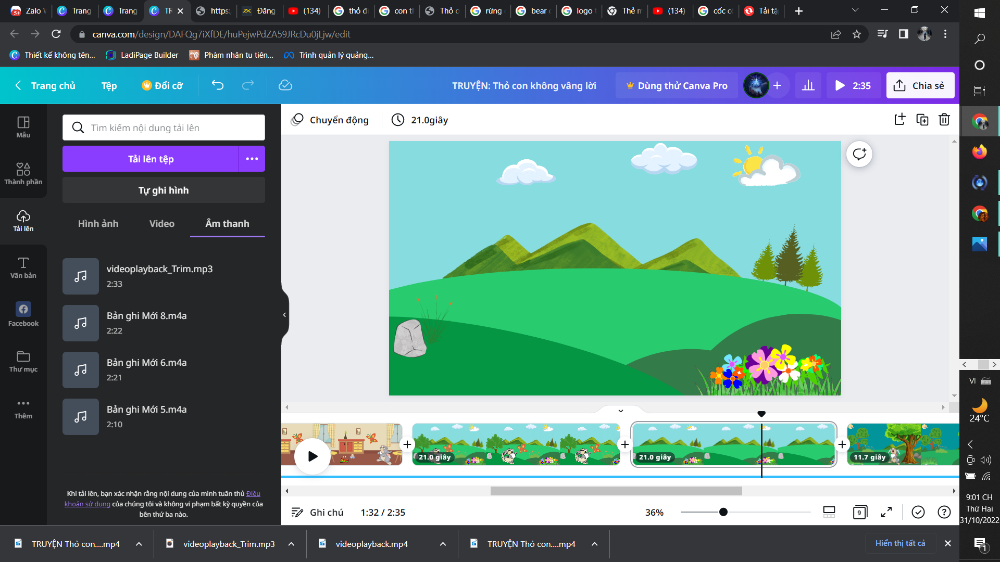 Zalo
Trang
Trang
TR
https:
Đăng
(134)
thỏ đi
con th
Thỏ c
rừng
bear
logo
Thẻ m
(134)
cốc c
Tải tậ
canva.com/design/DAFQg7iXfDE/huPejwPdZA59JRcDu0jLjw/edit
Thiết kế không tên...
LadiPage Builder
Phàm nhân tu tiên...
Trình quản lý quảng...
Trang chủ
Tệp
Đổi cỡ
TRUYỆN: Thỏ con không vâng lời
Dùng thử Canva Pro
2:35
Chia sẻ
Mẫu
Thành phần
Tải lên
Văn bản
Facebook
Thư mục
Thêm
Tìm kiếm nội dung tải lên
Tải lên tệp
Tự ghi hình
Hình ảnh
Video
Âm thanh
videoplayback_Trim.mp3
2:33
Bản ghi Mới 8.m4a
2:22
Bản ghi Mới 6.m4a
2:21
Bản ghi Mới 5.m4a
2:10
Khi tải lên, bạn xác nhận rằng nội dung của mình tuân thủ Điều
khoản sử dụng của chúng tôi và không vi phạm bất kỳ quyền của
bên thứ ba nào.
Chuyển động
21.0giây
21.0 giây
21.0 giây
11.7 giây
Ghi chú
1:32 / 2:35
36%
9
TRUYỆN Thỏ con....mp4
videoplayback_Trim.mp3
videoplayback.mp4
TRUYỆN Thỏ con....mp4
Hiển thị tất cả
VI
24°C
9:01 CH
Thứ Hai
31/10/2022
1